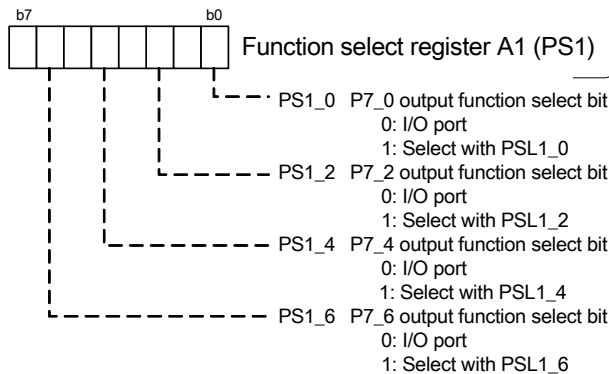 b7 b0
Function select register A1 (PS1)
PS1_0 P7_0 output function select bit
0: I/O port
1: Select with PSL1_0
PS1_2 P7_2 output function select bit
0: I/O port
1: Select with PSL1_2
PS1_4 P7_4 output function select bit
0: I/O port
1: Select with PSL1_4
PS1_6 P7_6 output function select bit
0: I/O port
1: Select with PSL1_6